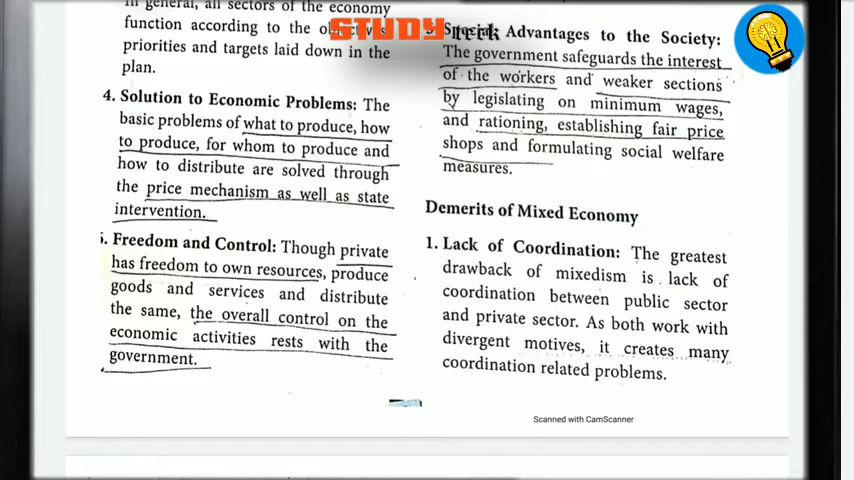 In general, all sectors of the economy
function according to the objectives
priorities and targets laid down in the
plan.
4. Solution to Economic Problems: The
basic problems of what to produce, how
to produce, for whom to produce and
how to distribute are solved through
the price mechanism as well as state
intervention.
5. Freedom and Control: Though private
has freedom to own resources, produce
goods and services and distribute
the same, the overall control on the
economic activities rests with the
government.
STUDY
Advantages to the Society:
The government safeguards the interest
of the workers and weaker sections
by legislating on minimum wages,
and rationing, establishing fair price
shops and formulating social welfare
measures.
Demerits of Mixed Economy
1. Lack of Coordination: The greatest
drawback of mixedism is lack of
coordination between public sector
and private sector. As both work with
divergent motives, it creates many
coordination related problems.
Scanned with CamScanner